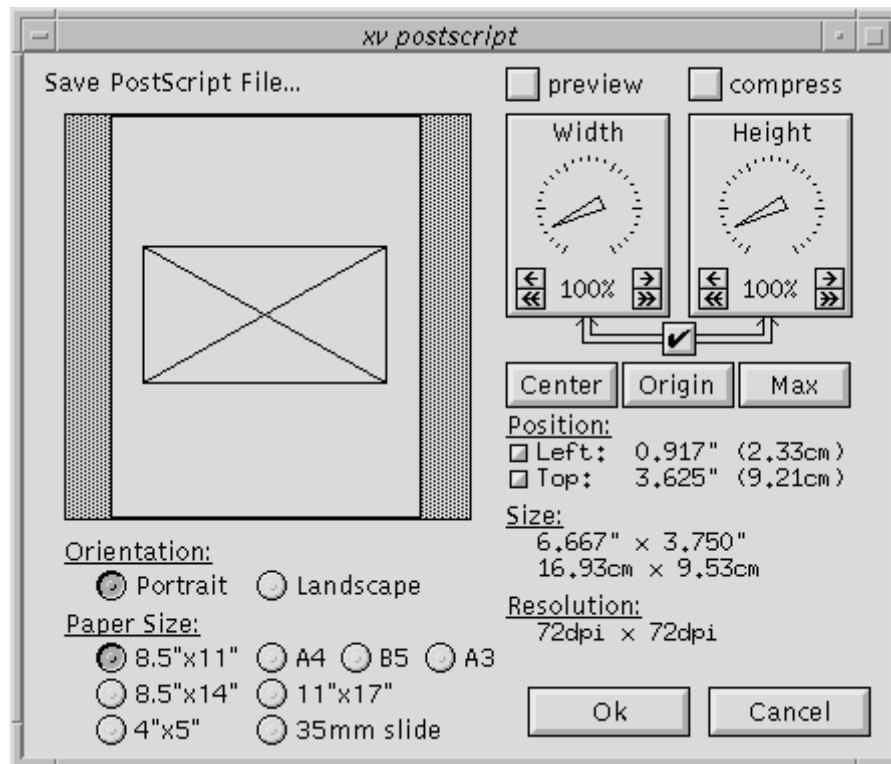 xv postscript
Save PostScript File...
preview compress
Width Height
100% 100%
Center Origin Max
Position:
Left: 0.917" (2.33cm)
Top: 3.625" (9.21cm)
Size:
6.667" x 3.750"
16.93cm x 9.53cm
Resolution:
72dpi x 72dpi
Orientation:
Portrait Landscape
Paper Size:
8.5"x11" A4 B5 A3
8.5"x14" 11"x17"
4"x5" 35mm slide
Ok Cancel